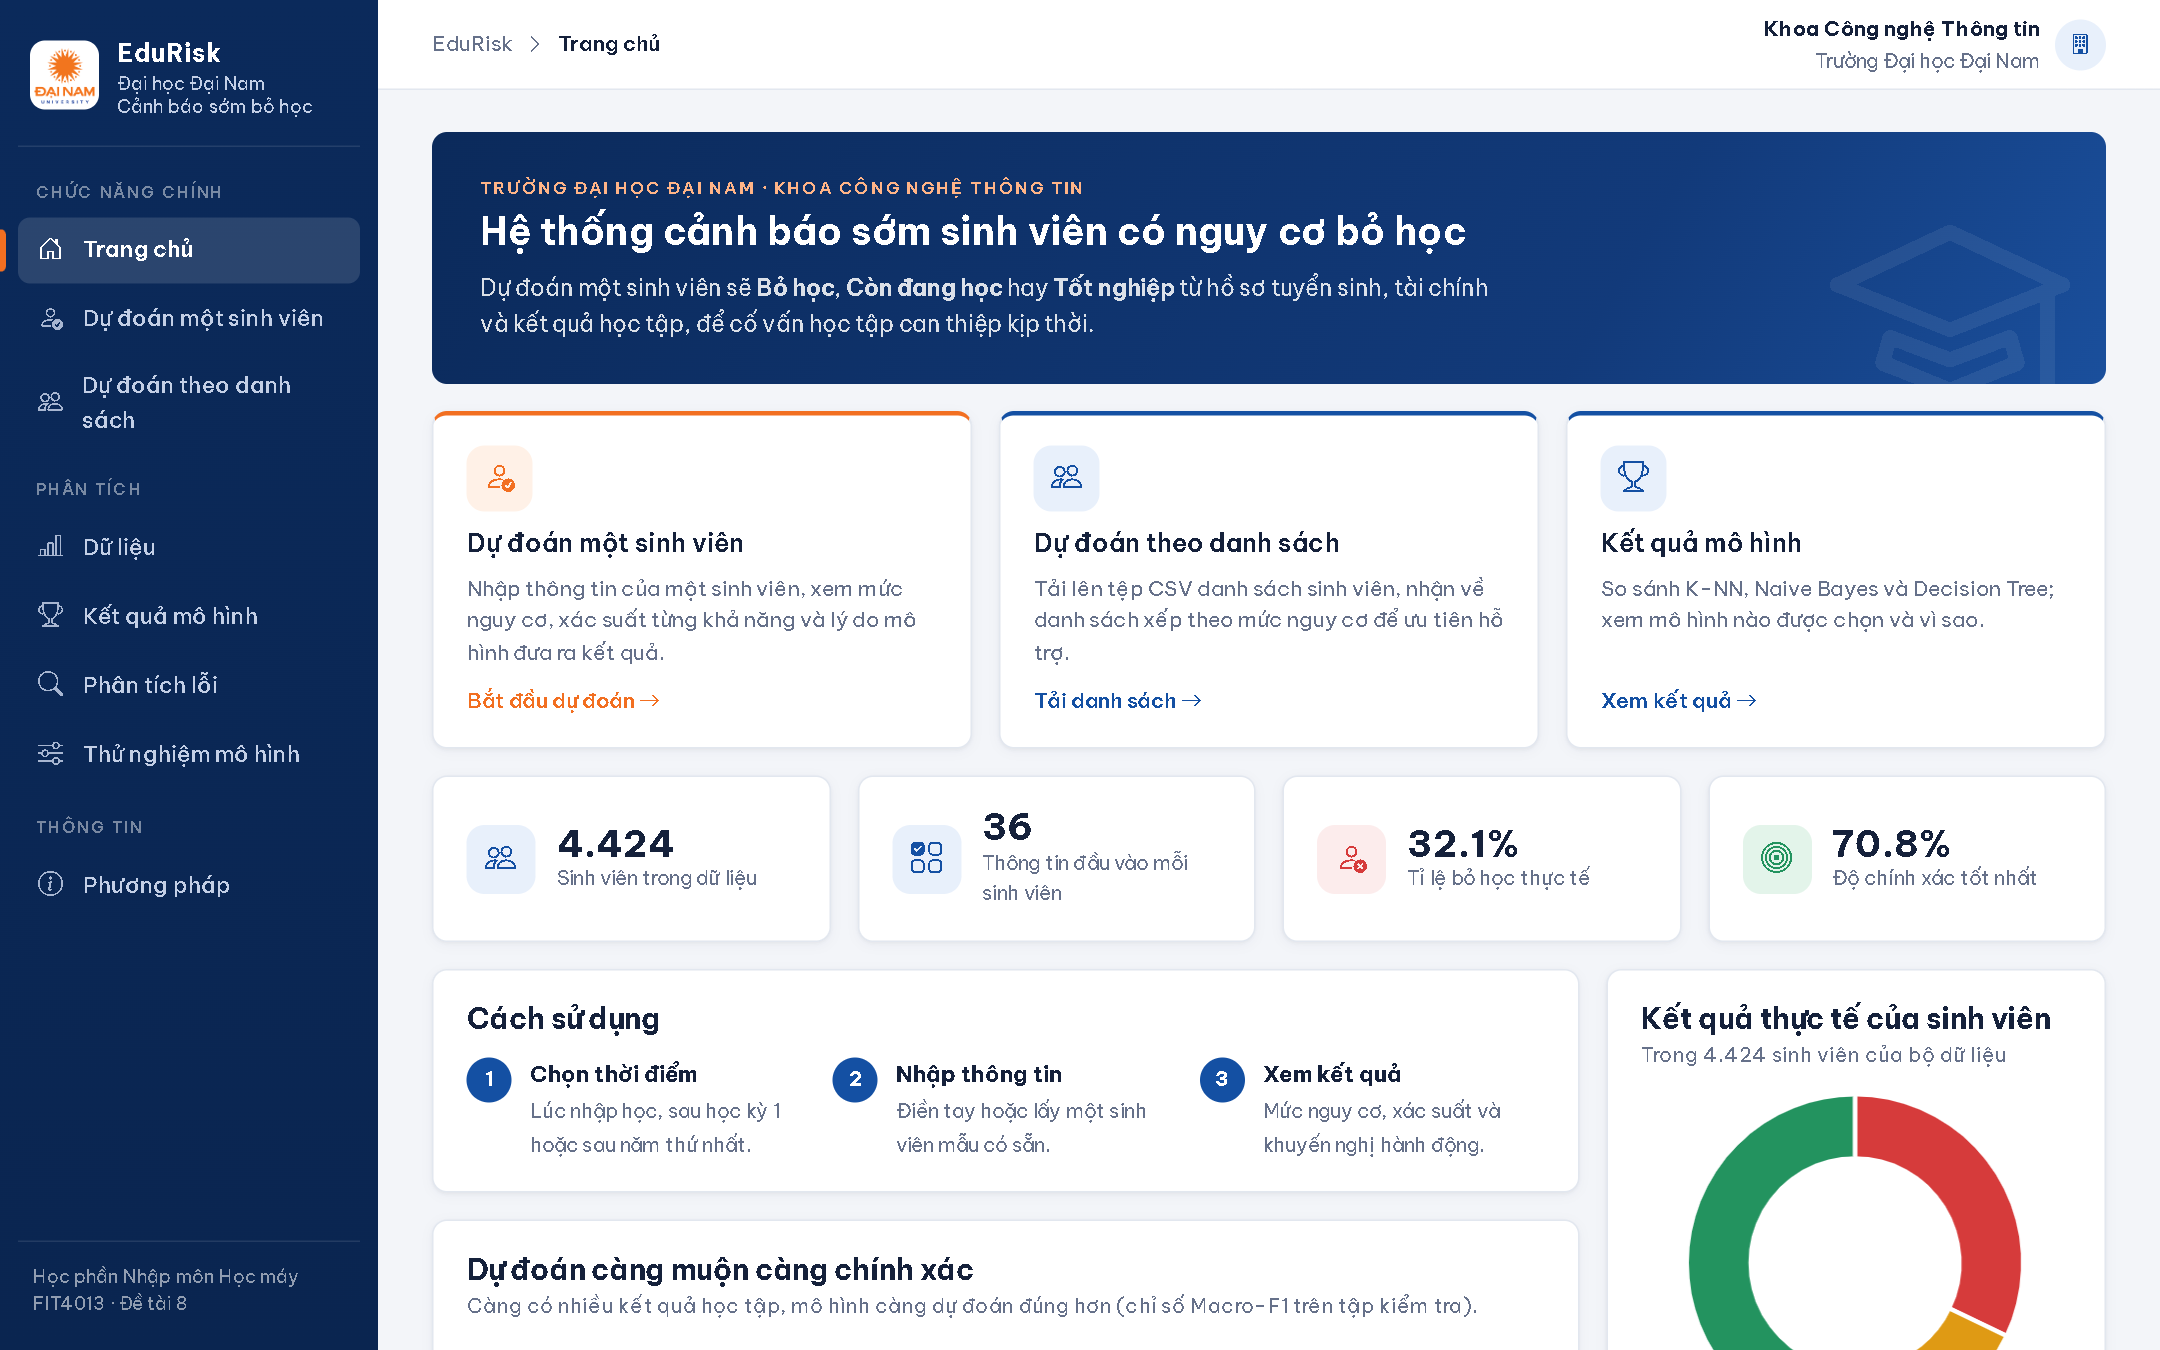 ĐẠI NAM
UNIVERSITY
EduRisk
Đại học Đại Nam
Cảnh báo sớm bỏ học
CHỨC NĂNG CHÍNH
Trang chủ
Dự đoán một sinh viên
Dự đoán theo danh
sách
PHÂN TÍCH
Dữ liệu
Kết quả mô hình
Phân tích lỗi
Thử nghiệm mô hình
THÔNG TIN
Phương pháp
Học phần Nhập môn Học máy
FIT4013 · Đề tài 8
EduRisk > Trang chủ
Khoa Công nghệ Thông tin
Trường Đại học Đại Nam
TRƯỜNG ĐẠI HỌC ĐẠI NAM · KHOA CÔNG NGHỆ THÔNG TIN
Hệ thống cảnh báo sớm sinh viên có nguy cơ bỏ học
Dự đoán một sinh viên sẽ Bỏ học, Còn đang học hay Tốt nghiệp từ hồ sơ tuyển sinh, tài chính
và kết quả học tập, để cố vấn học tập can thiệp kịp thời.
Dự đoán một sinh viên
Nhập thông tin của một sinh viên, xem mức
nguy cơ, xác suất từng khả năng và lý do mô
hình đưa ra kết quả.
Bắt đầu dự đoán →
Dự đoán theo danh sách
Tải lên tệp CSV danh sách sinh viên, nhận về
danh sách xếp theo mức nguy cơ để ưu tiên hỗ
trợ.
Tải danh sách →
Kết quả mô hình
So sánh K-NN, Naive Bayes và Decision Tree;
xem mô hình nào được chọn và vì sao.
Xem kết quả →
4.424
Sinh viên trong dữ liệu
36
Thông tin đầu vào mỗi
sinh viên
32.1%
Tỉ lệ bỏ học thực tế
70.8%
Độ chính xác tốt nhất
Cách sử dụng
1
Chọn thời điểm
Lúc nhập học, sau học kỳ 1
hoặc sau năm thứ nhất.
2
Nhập thông tin
Điền tay hoặc lấy một sinh
viên mẫu có sẵn.
3
Xem kết quả
Mức nguy cơ, xác suất và
khuyến nghị hành động.
Kết quả thực tế của sinh viên
Trong 4.424 sinh viên của bộ dữ liệu
Dự đoán càng muộn càng chính xác
Càng có nhiều kết quả học tập, mô hình càng dự đoán đúng hơn (chỉ số Macro-F1 trên tập kiểm tra).